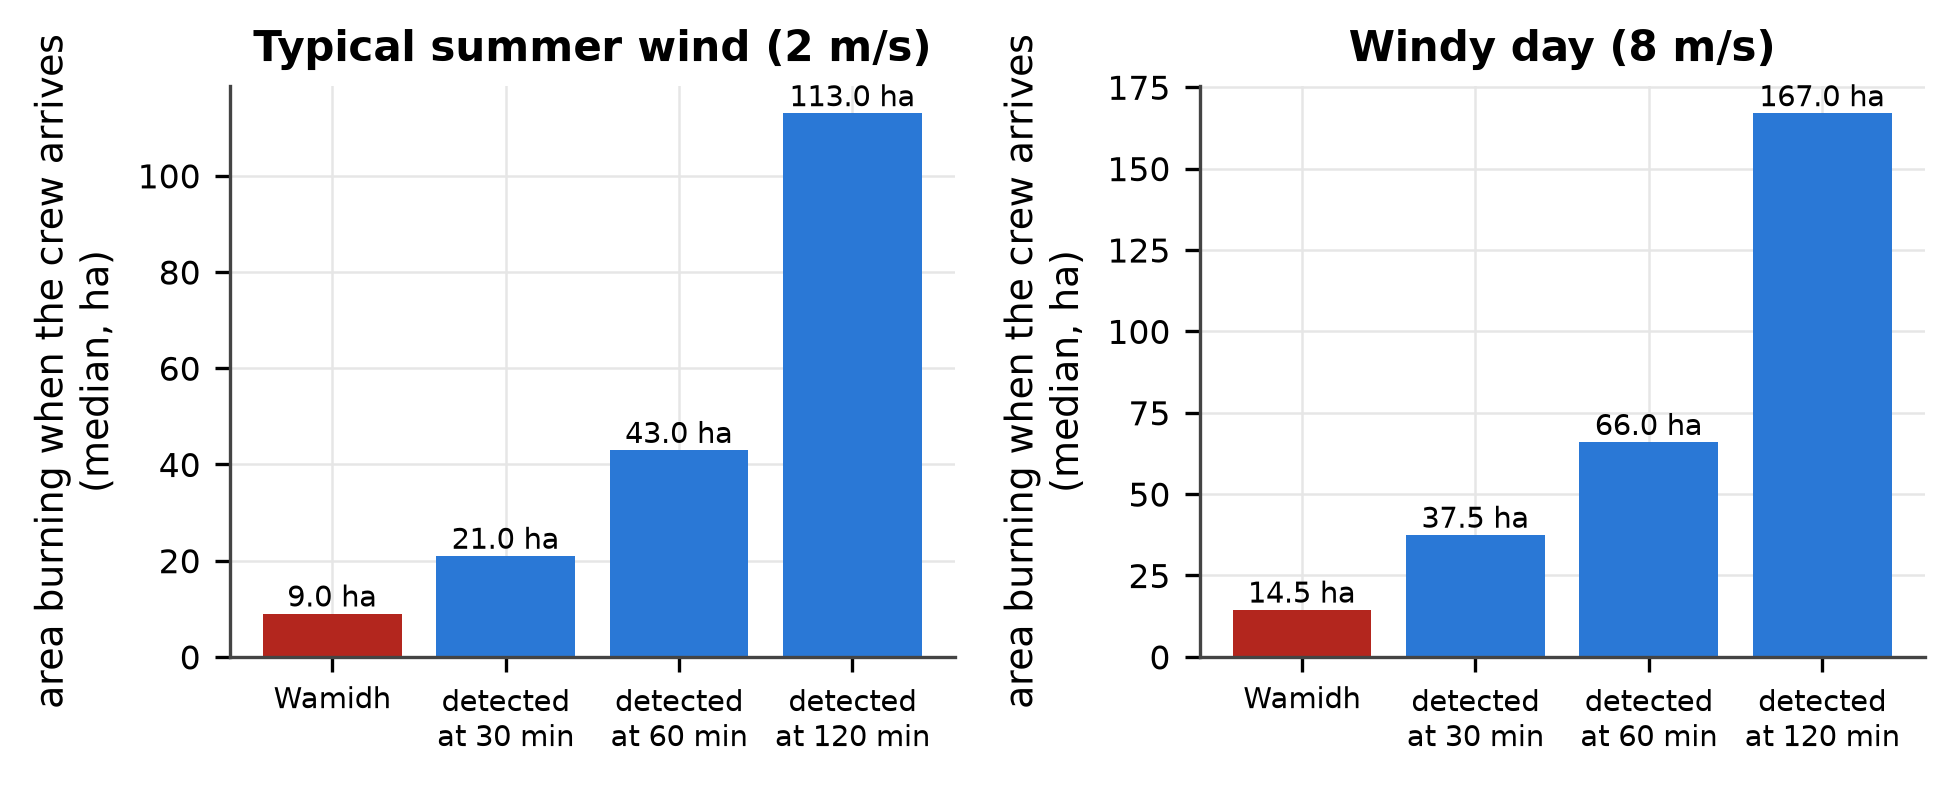 Typical summer wind (2 m/s)
area burning when the crew arrives
(median, ha)
100
80
60
40
20
0
9.0 ha
21.0 ha
43.0 ha
113.0 ha
Wamidh
detected
at 30 min
detected
at 60 min
detected
at 120 min
Windy day (8 m/s)
area burning when the crew arrives
(median, ha)
175
150
125
100
75
50
25
0
14.5 ha
37.5 ha
66.0 ha
167.0 ha
Wamidh
detected
at 30 min
detected
at 60 min
detected
at 120 min